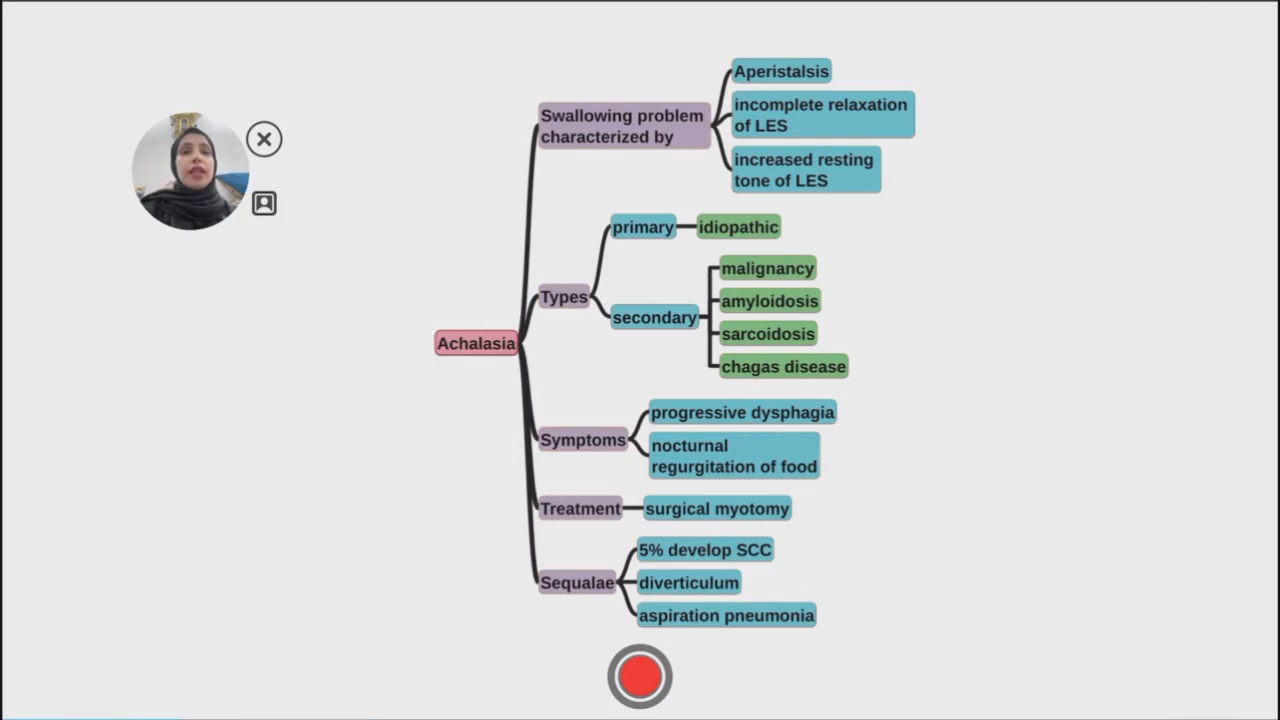 Achalasia
Swallowing problem
characterized by
Aperistalsis
incomplete relaxation
of LES
increased resting
tone of LES
Types
primary
idiopathic
secondary
malignancy
amyloidosis
sarcoidosis
chagas disease
Symptoms
progressive dysphagia
nocturnal
regurgitation of food
Treatment
surgical myotomy
Sequalae
5% develop SCC
diverticulum
aspiration pneumonia